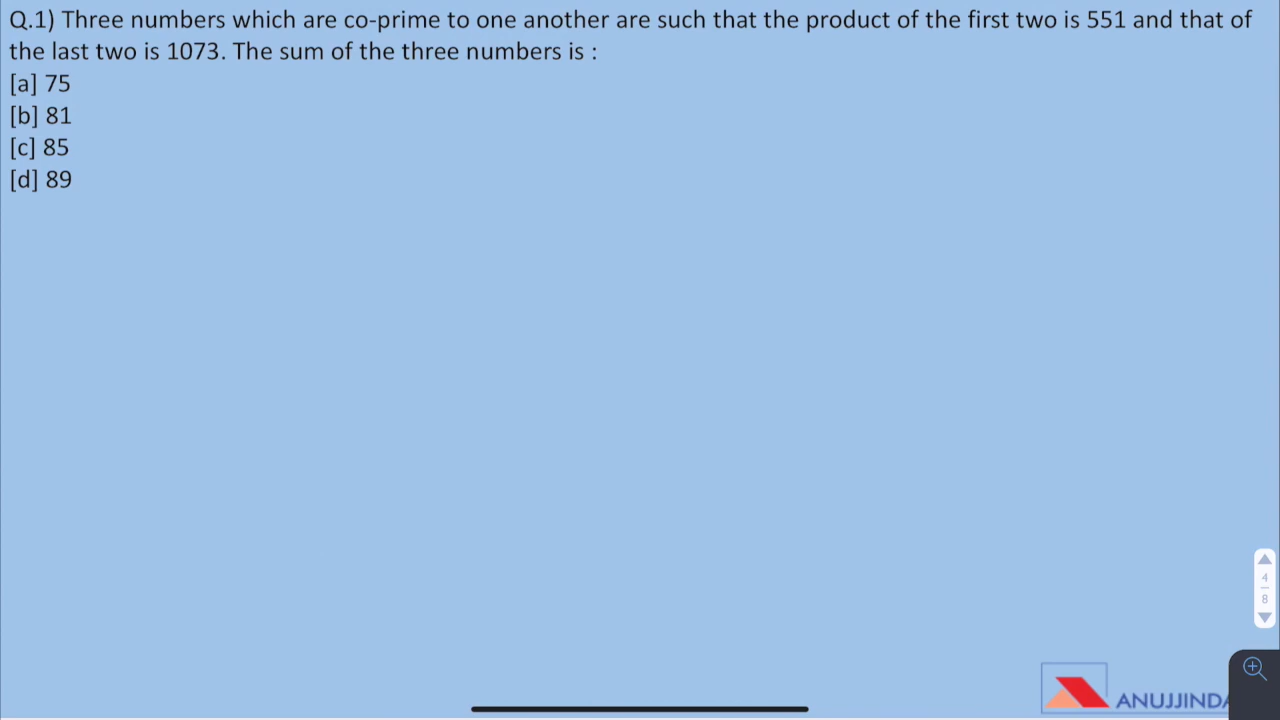 Q.1) Three numbers which are co-prime to one another are such that the product of the first two is 551 and that of
the last two is 1073. The sum of the three numbers is :
[a] 75
[b] 81
[c] 85
[d] 89
4
8
ANUJJINDA